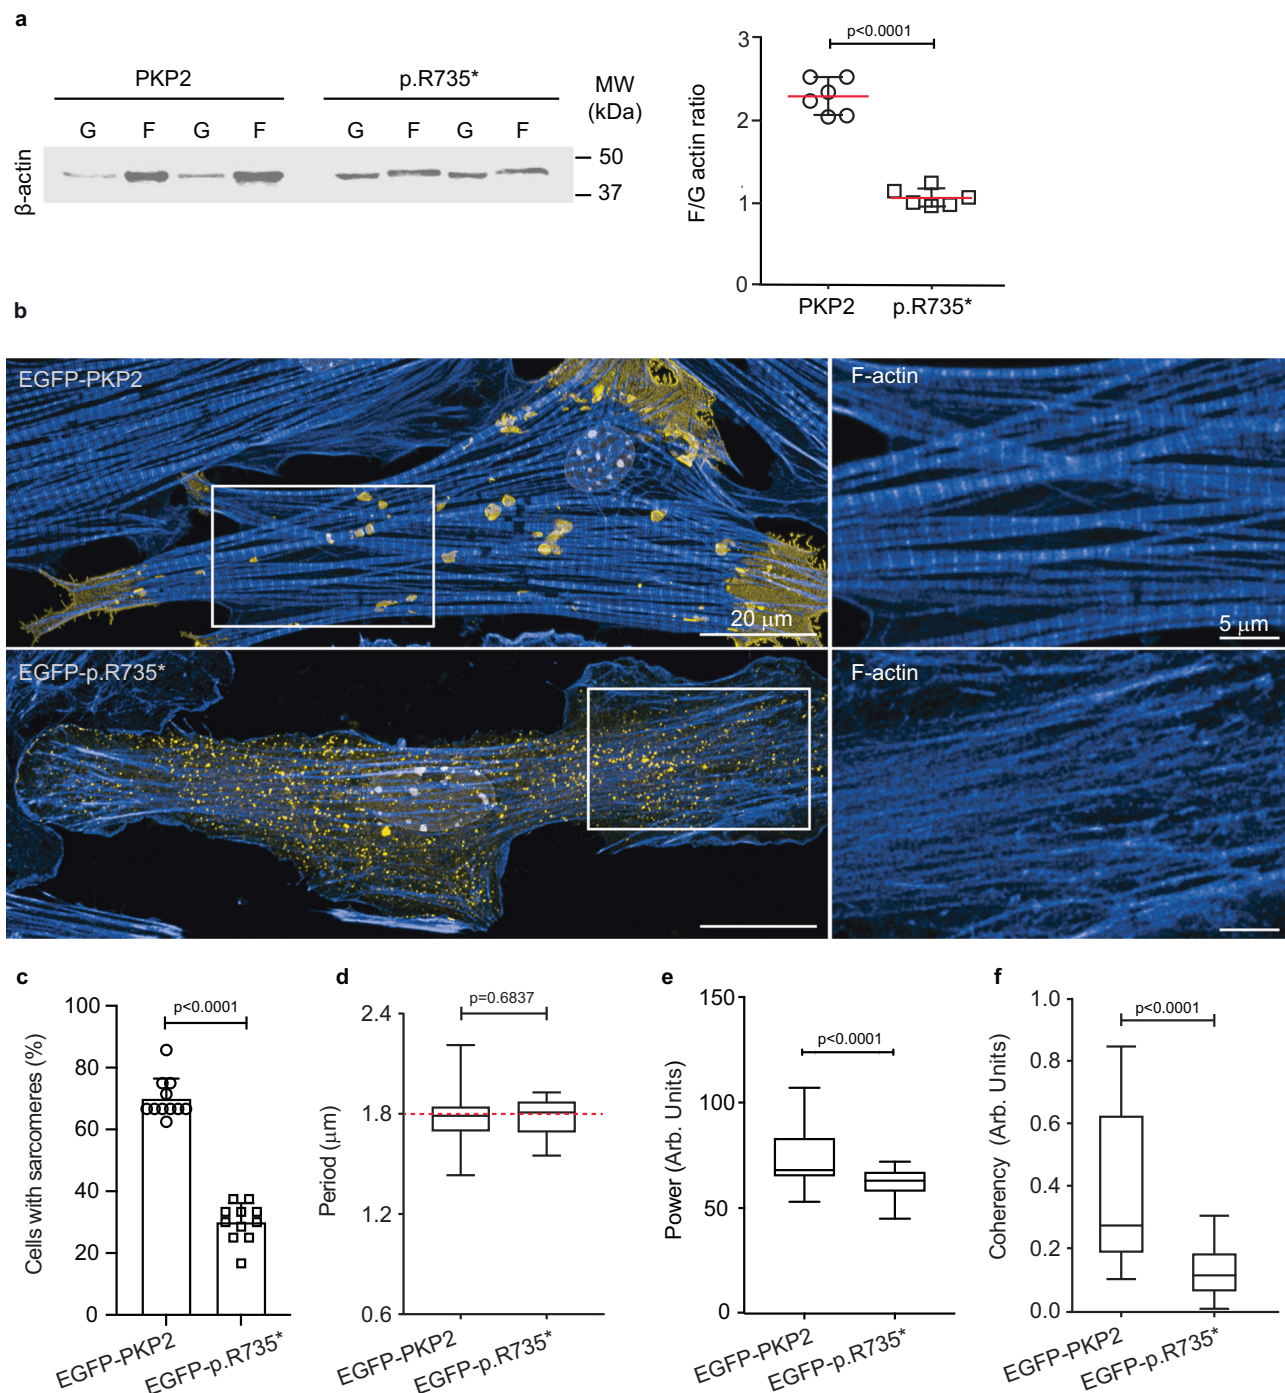 a
PKP2
p.R735*
MW
(kDa)
G F G F
G F G F
β-actin
50
37
p<0.0001
F/G actin ratio
3
2
1
0
PKP2
p.R735*
b
EGFP-PKP2
20 μm
F-actin
5 μm
EGFP-p.R735*
F-actin
c
p<0.0001
Cells with sarcomeres (%)
100
80
60
40
20
0
EGFP-PKP2
EGFP-p.R735*
d
p=0.6837
Period (μm)
2.4
1.8
1.2
0.6
EGFP-PKP2
EGFP-p.R735*
e
p<0.0001
Power (Arb. Units)
150
100
50
0
EGFP-PKP2
EGFP-p.R735*
f
p<0.0001
Coherency (Arb. Units)
1.0
0.8
0.6
0.4
0.2
0.0
EGFP-PKP2
EGFP-p.R735*